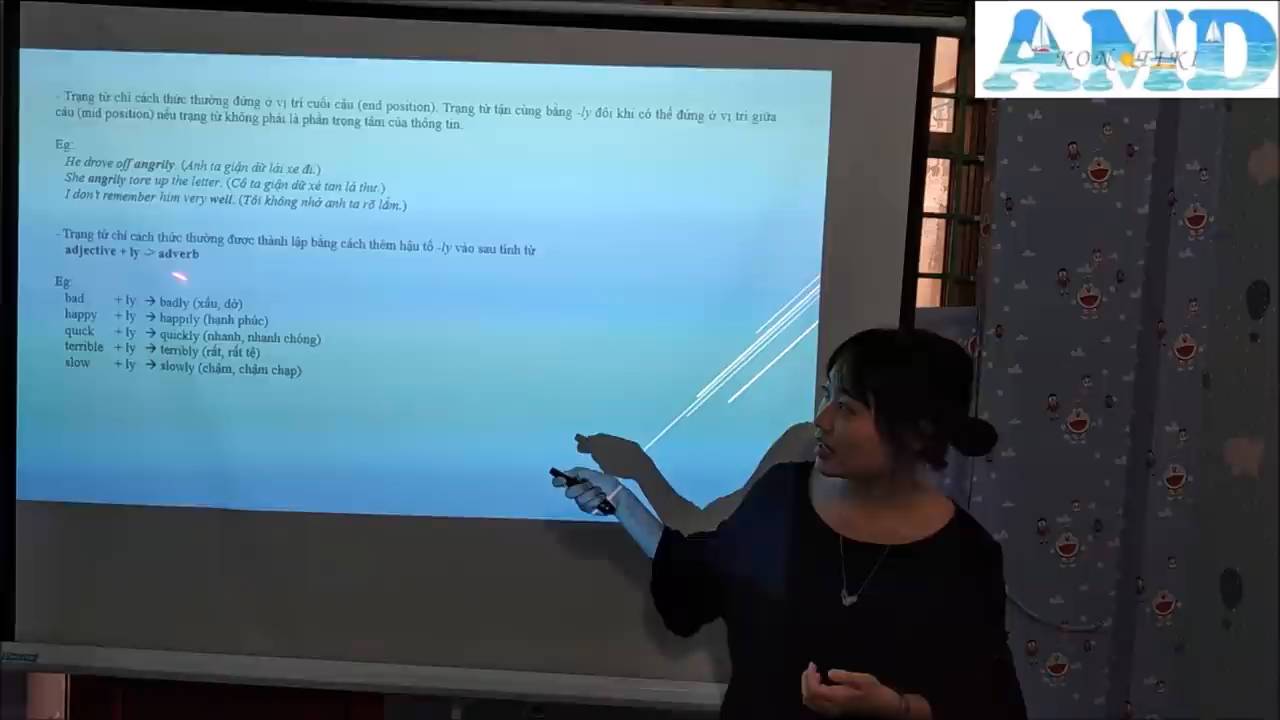 - Trạng từ chỉ cách thức thường đứng ở vị trí cuối câu (end position). Trạng từ tận cùng bằng -ly đôi khi có thể đứng ở vị trí giữa
câu (mid position) nếu trạng từ không phải là phần trọng tâm của thông tin.
Eg:
He drove off angrily. (Anh ta giận dữ lái xe đi.)
She angrily tore up the letter. (Cô ta giận dữ xé tan lá thư.)
I don't remember him very well. (Tôi không nhớ anh ta rõ lắm.)
- Trạng từ chỉ cách thức thường được thành lập bằng cách thêm hậu tố -ly vào sau tính từ
adjective + ly -> adverb
Eg:
bad + ly → badly (xấu, dở)
happy + ly → happily (hạnh phúc)
quick + ly → quickly (nhanh, nhanh chóng)
terrible + ly → terribly (rất, rất tệ)
slow + ly → slowly (chậm, chậm chạp)
AMD
KON TIKI